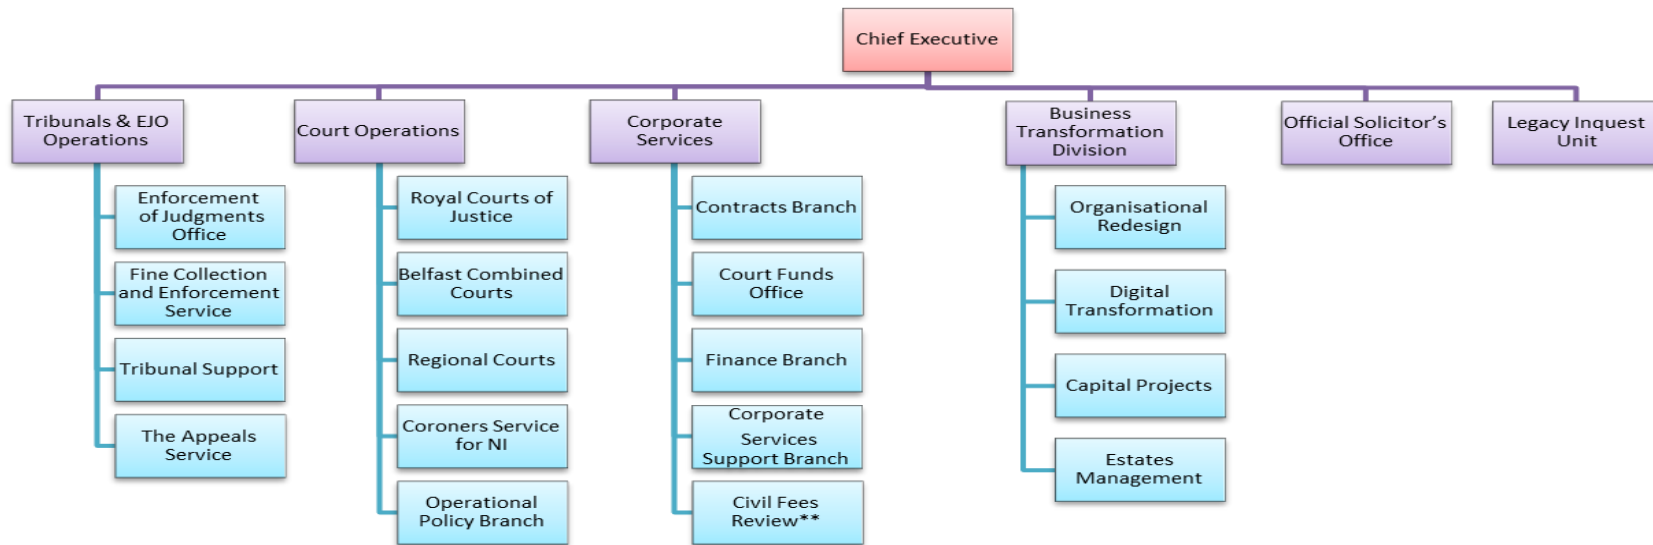 Chief Executive
Tribunals & EJO
Operations
Court Operations
Corporate
Services
Business
Transformation
Division
Official Solicitor’s
Office
Legacy Inquest
Unit
Enforcement
of Judgments
Office
Fine Collection
and Enforcement
Service
Tribunal Support
The Appeals
Service
Royal Courts of
Justice
Belfast Combined
Courts
Regional Courts
Coroners Service
for NI
Operational
Policy Branch
Contracts Branch
Court Funds
Office
Finance Branch
Corporate
Services
Support Branch
Civil Fees
Review**
Organisational
Redesign
Digital
Transformation
Capital Projects
Estates
Management